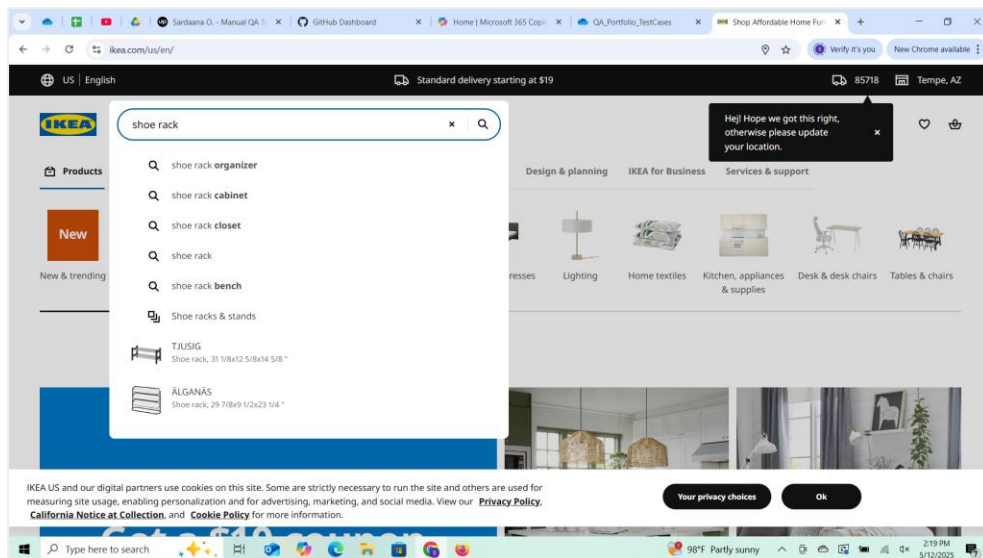 Sardaana O. - Manual QA T
GitHub Dashboard
Home | Microsoft 365 Copi
QA_Portfolio_TestCases
Shop Affordable Home Furn
ikea.com/us/en/
Verify it's you
New Chrome available
US | English
Standard delivery starting at $19
85718
Tempe, AZ
IKEA
shoe rack
Hej! Hope we got this right,
otherwise please update
your location.
Products
Design & planning
IKEA for Business
Services & support
shoe rack organizer
shoe rack cabinet
shoe rack closet
shoe rack
shoe rack bench
Shoe racks & stands
TJUSIG
Shoe rack, 31 1/8x12 5/8x14 5/8 "
ÄLGANÄS
Shoe rack, 29 7/8x9 1/2x23 1/4 "
New
New & trending
resses
Lighting
Home textiles
Kitchen, appliances
& supplies
Desk & desk chairs
Tables & chairs
IKEA US and our digital partners use cookies on this site. Some are strictly necessary to run the site and others are used for
measuring site usage, enabling personalization and for advertising, marketing, and social media. View our Privacy Policy,
California Notice at Collection, and Cookie Policy for more information.
Your privacy choices
Ok
Get a $10 coupon
Type here to search
98°F Partly sunny
2:19 PM
5/12/2025